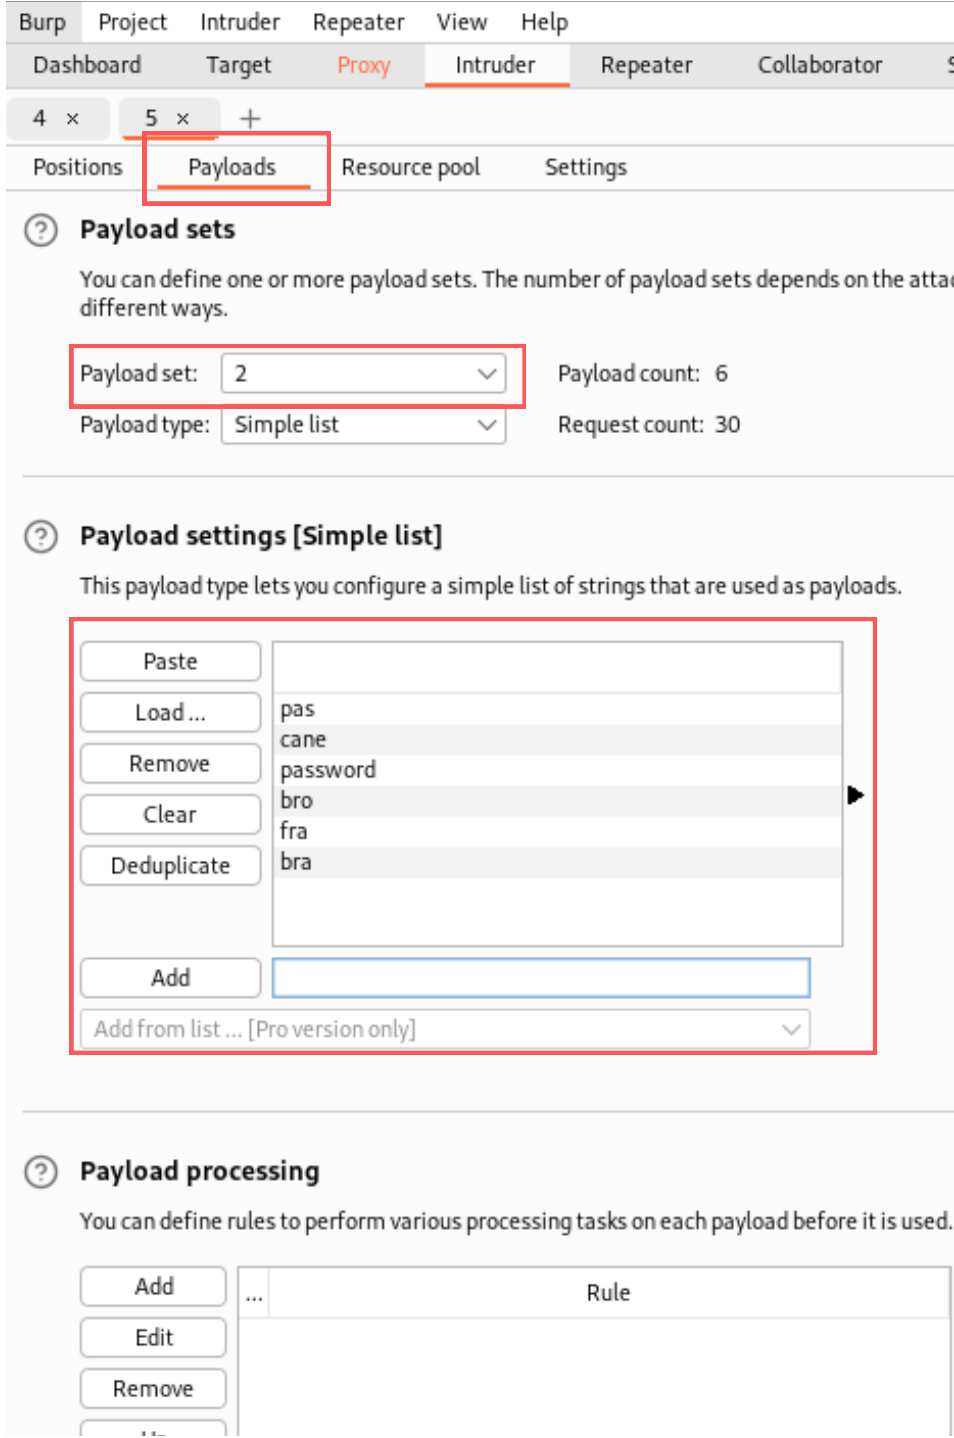 Burp Project Intruder Repeater View Help
Dashboard Target Proxy Intruder Repeater Collaborator
4 × 5 × +
Positions Payloads Resource pool Settings
? Payload sets
You can define one or more payload sets. The number of payload sets depends on the
different ways.
Payload set: 2 Payload count: 6
Payload type: Simple list Request count: 30
? Payload settings [Simple list]
This payload type lets you configure a simple list of strings that are used as payloads.
Paste
Load ...
Remove
Clear
Deduplicate
pas
cane
password
bro
fra
bra
Add
Add from list ... [Pro version only]
? Payload processing
You can define rules to perform various processing tasks on each payload before it is used.
Add
Edit
Remove
... Rule